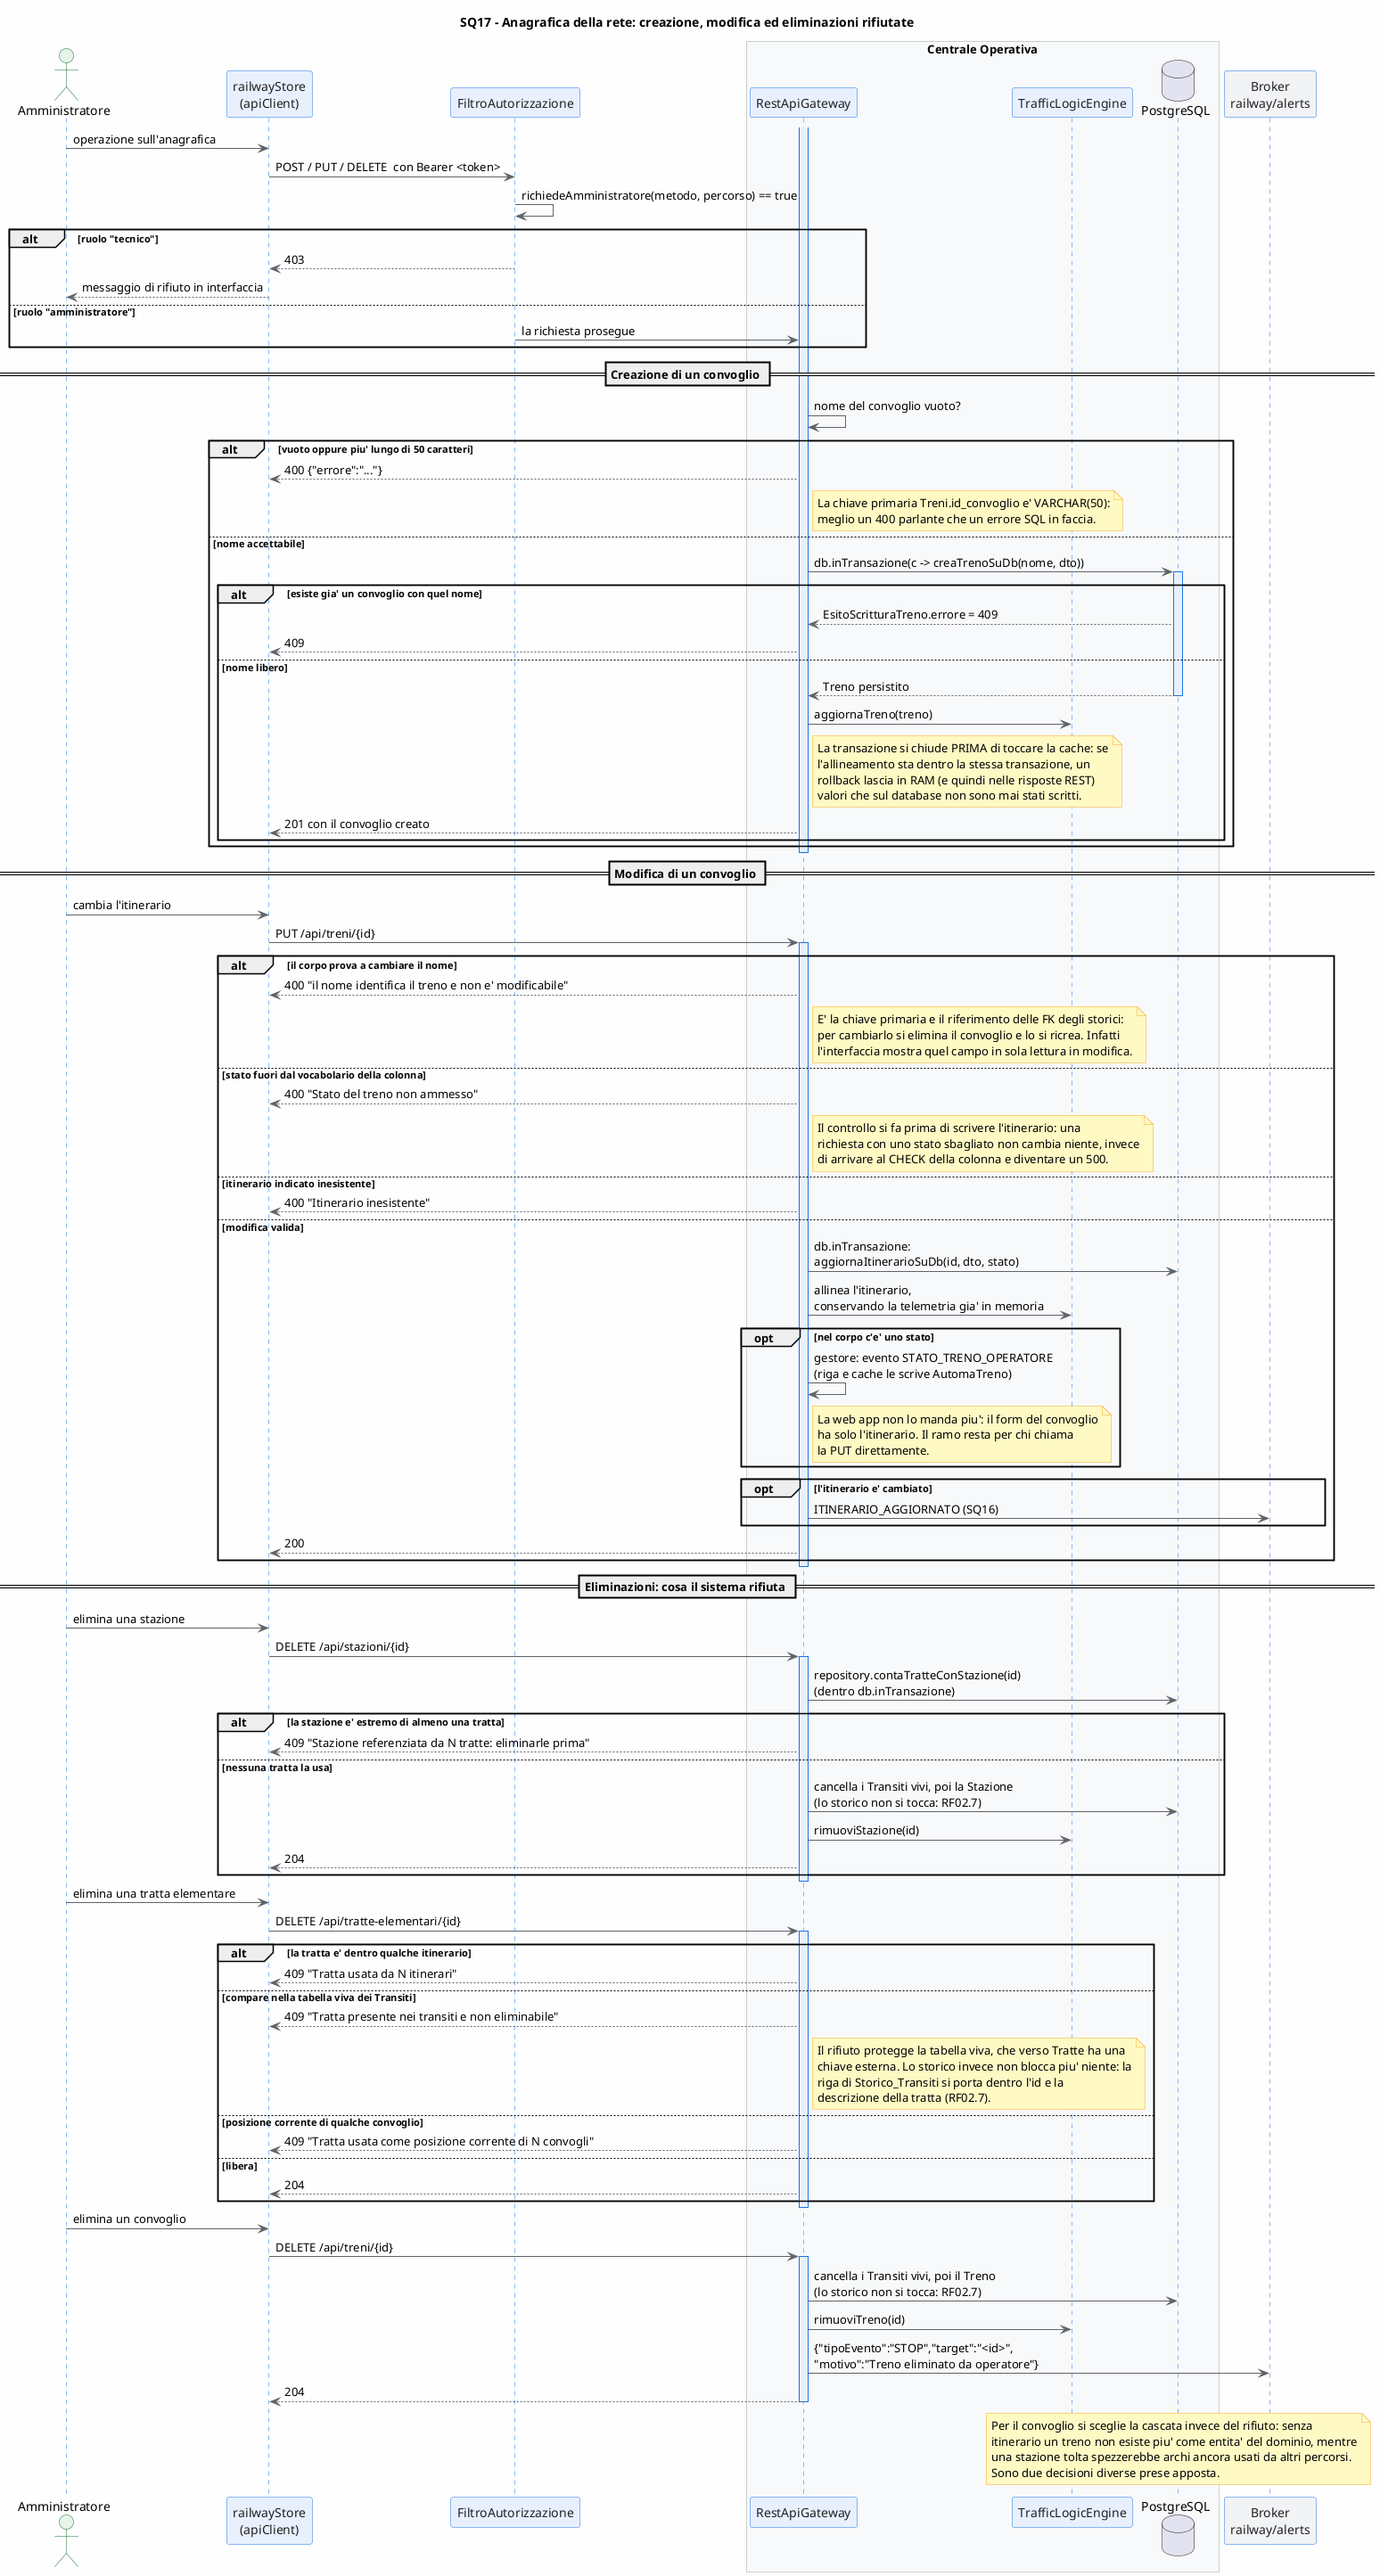 SQ17 - Anagrafica della rete: creazione, modifica ed eliminazioni rifiutate
Centrale Operativa
Amministratore
railwayStore
(apiClient)
FiltroAutorizzazione
RestApiGateway
TrafficLogicEngine
PostgreSQL
Broker
railway/alerts
operazione sull'anagrafica
POST / PUT / DELETE  con Bearer <token>
richiedeAmministratore(metodo, percorso) == true
alt [ruolo "tecnico"]
403
messaggio di rifiuto in interfaccia
[ruolo "amministratore"]
la richiesta prosegue
Creazione di un convoglio
nome del convoglio vuoto?
alt [vuoto oppure piu' lungo di 50 caratteri]
400 {"errore":"..."}
La chiave primaria Treni.id_convoglio e' VARCHAR(50):
meglio un 400 parlante che un errore SQL in faccia.
[nome accettabile]
db.inTransazione(c -> creaTrenoSuDb(nome, dto))
alt [esiste gia' un convoglio con quel nome]
EsitoScritturaTreno.errore = 409
409
[nome libero]
Treno persistito
aggiornaTreno(treno)
La transazione si chiude PRIMA di toccare la cache: se
l'allineamento sta dentro la stessa transazione, un
rollback lascia in RAM (e quindi nelle risposte REST)
valori che sul database non sono mai stati scritti.
201 con il convoglio creato
Modifica di un convoglio
cambia l'itinerario
PUT /api/treni/{id}
alt [il corpo prova a cambiare il nome]
400 "il nome identifica il treno e non e' modificabile"
E' la chiave primaria e il riferimento delle FK degli storici:
per cambiarlo si elimina il convoglio e lo si ricrea. Infatti
l'interfaccia mostra quel campo in sola lettura in modifica.
[stato fuori dal vocabolario della colonna]
400 "Stato del treno non ammesso"
Il controllo si fa prima di scrivere l'itinerario: una
richiesta con uno stato sbagliato non cambia niente, invece
di arrivare al CHECK della colonna e diventare un 500.
[itinerario indicato inesistente]
400 "Itinerario inesistente"
[modifica valida]
db.inTransazione:
aggiornaItinerarioSuDb(id, dto, stato)
allinea l'itinerario,
conservando la telemetria gia' in memoria
opt [nel corpo c'e' uno stato]
gestore: evento STATO_TRENO_OPERATORE
(riga e cache le scrive AutomaTreno)
La web app non lo manda piu': il form del convoglio
ha solo l'itinerario. Il ramo resta per chi chiama
la PUT direttamente.
opt [l'itinerario e' cambiato]
ITINERARIO_AGGIORNATO (SQ16)
200
Eliminazioni: cosa il sistema rifiuta
elimina una stazione
DELETE /api/stazioni/{id}
repository.contaTratteConStazione(id)
(dentro db.inTransazione)
alt [la stazione e' estremo di almeno una tratta]
409 "Stazione referenziata da N tratte: eliminarle prima"
[nessuna tratta la usa]
cancella i Transiti vivi, poi la Stazione
(lo storico non si tocca: RF02.7)
rimuoviStazione(id)
204
elimina una tratta elementare
DELETE /api/tratte-elementari/{id}
alt [la tratta e' dentro qualche itinerario]
409 "Tratta usata da N itinerari"
[compare nella tabella viva dei Transiti]
409 "Tratta presente nei transiti e non eliminabile"
Il rifiuto protegge la tabella viva, che verso Tratte ha una
chiave esterna. Lo storico invece non blocca piu' niente: la
riga di Storico_Transiti si porta dentro l'id e la
descrizione della tratta (RF02.7).
[posizione corrente di qualche convoglio]
409 "Tratta usata come posizione corrente di N convogli"
[libera]
204
elimina un convoglio
DELETE /api/treni/{id}
cancella i Transiti vivi, poi il Treno
(lo storico non si tocca: RF02.7)
rimuoviTreno(id)
{"tipoEvento":"STOP","target":"<id>",
"motivo":"Treno eliminato da operatore"}
204
Per il convoglio si sceglie la cascata invece del rifiuto: senza
itinerario un treno non esiste piu' come entita' del dominio, mentre
una stazione tolta spezzerebbe archi ancora usati da altri percorsi.
Sono due decisioni diverse prese apposta.
Amministratore
railwayStore
(apiClient)
FiltroAutorizzazione
RestApiGateway
TrafficLogicEngine
PostgreSQL
Broker
railway/alerts